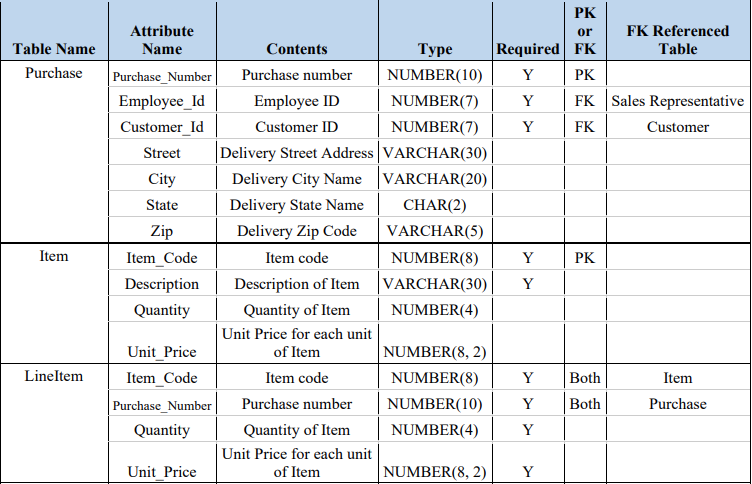 Table Name Attribute Name Contents Type Required PK or FK FK Referenced Table
Purchase Purchase_Number Purchase number NUMBER(10) Y PK
Employee_Id Employee ID NUMBER(7) Y FK Sales Representative
Customer_Id Customer ID NUMBER(7) Y FK Customer
Street Delivery Street Address VARCHAR(30)
City Delivery City Name VARCHAR(20)
State Delivery State Name CHAR(2)
Zip Delivery Zip Code VARCHAR(5)
Item Item_Code Item code NUMBER(8) Y PK
Description Description of Item VARCHAR(30) Y
Quantity Quantity of Item NUMBER(4)
Unit_Price Unit Price for each unit of Item NUMBER(8, 2)
LineItem Item_Code Item code NUMBER(8) Y Both Item
Purchase_Number Purchase number NUMBER(10) Y Both Purchase
Quantity Quantity of Item NUMBER(4) Y
Unit_Price Unit Price for each unit of Item NUMBER(8, 2) Y